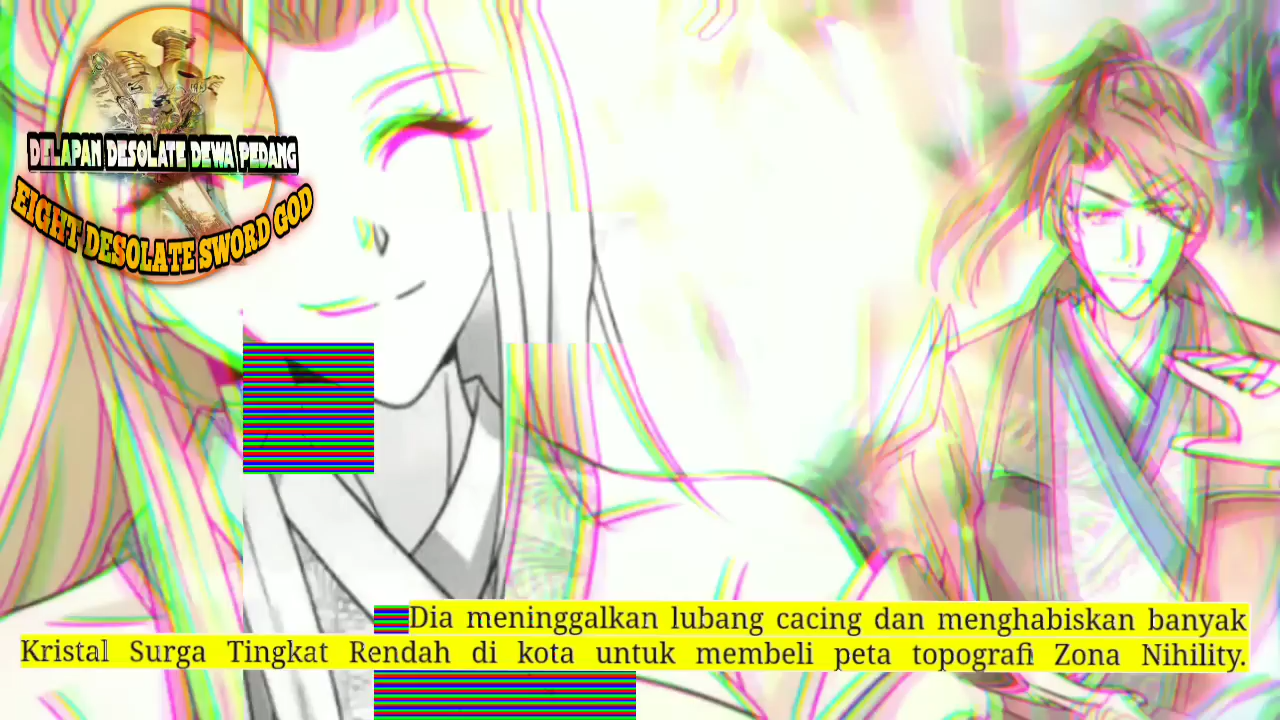 DELAPAN DESOLATE DEWA PEDANG
EIGHT DESOLATE SWORD GOD
Dia meninggalkan lubang cacing dan menghabiskan banyak
Kristal Surga Tingkat Rendah di kota untuk membeli peta topografi Zona Nihility.